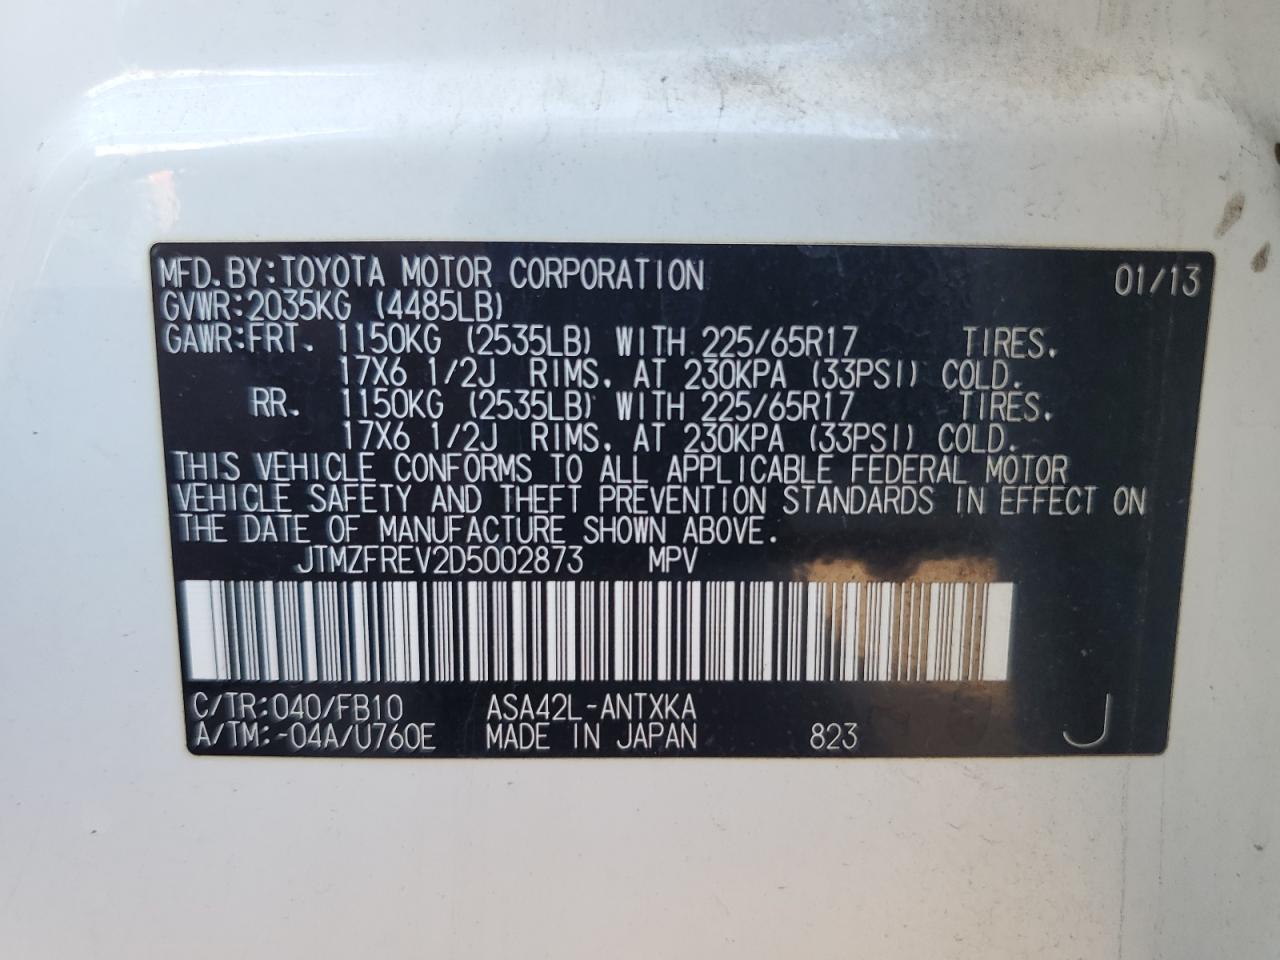 MFD.BY:TOYOTA MOTOR CORPORATION 01/13
GVWR:2035KG (4485LB)
GAWR:FRT. 1150KG (2535LB) WITH 225/65R17 TIRES.
17X6 1/2J RIMS. AT 230KPA (33PSI) COLD.
RR. 1150KG (2535LB) WITH 225/65R17 TIRES.
17X6 1/2J RIMS. AT 230KPA (33PSI) COLD.
THIS VEHICLE CONFORMS TO ALL APPLICABLE FEDERAL MOTOR
VEHICLE SAFETY AND THEFT PREVENTION STANDARDS IN EFFECT ON
THE DATE OF MANUFACTURE SHOWN ABOVE.
JTMZFREV2D5002873 MPV
C/TR:040/FB10 ASA42L-ANTXKA
A/TM:-04A/U760E MADE IN JAPAN 823 J